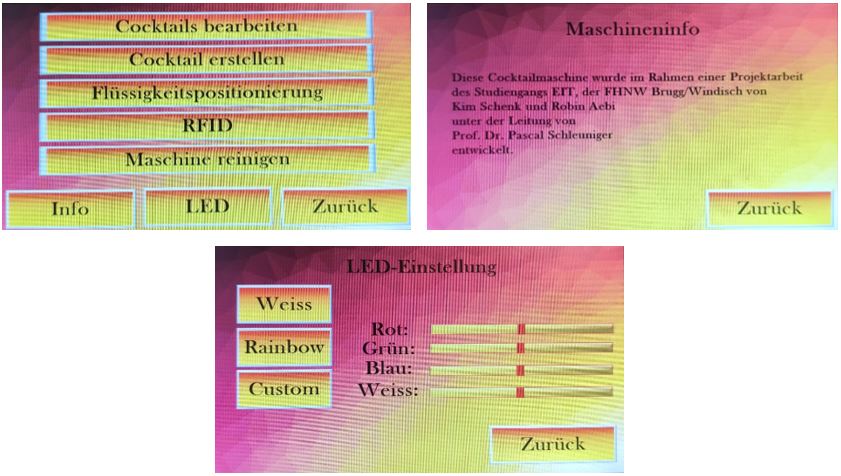 Cocktails bearbeiten
Cocktail erstellen
Flüssigkeitspositionierung
RFID
Maschine reinigen
Info
LED
Zurück
Maschineninfo
Diese Cocktailmaschine wurde im Rahmen einer Projektarbeit
des Studiengangs EIT, der FHNW Brugg/Windisch von
Kim Schenk und Robin Aebi
unter der Leitung von
Prof. Dr. Pascal Schleuniger
entwickelt.
Zurück
LED-Einstellung
Weiss
Rainbow
Custom
Rot:
Grün:
Blau:
Weiss:
Zurück